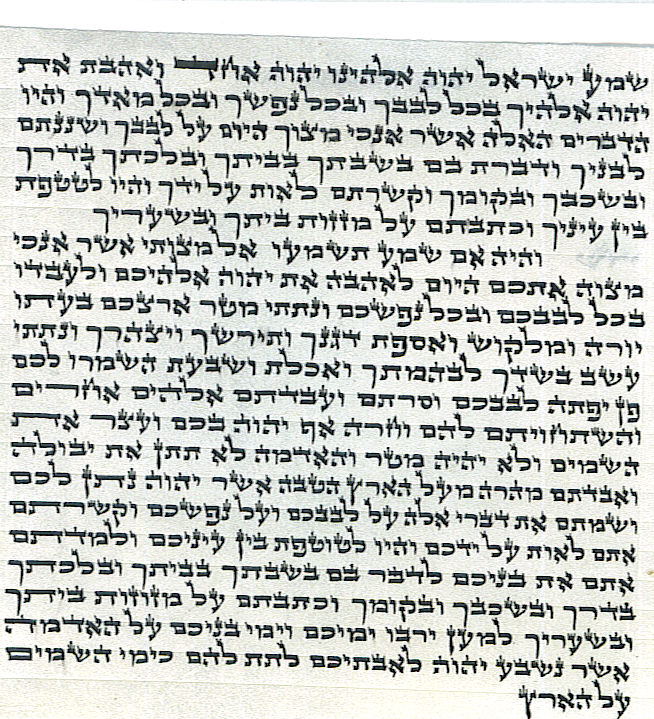 שמע ישראל יהוה אלהינו יהוה אחד ואהבת את
יהוה אלהיך בכל לבבך ובכל נפשך ובכל מאדך והיו
הדברים האלה אשר אנכי מצוך היום על לבבך ושננתם
לבניך ודברת בם בשבתך בביתך ובלכתך בדרך
ובשכבך ובקומך וקשרתם לאות על ידך והיו לטטפת
בין עיניך וכתבתם על מזזות ביתך ובשעריך
והיה אם שמע תשמעו אל מצותי אשר אנכי
מצוה אתכם היום לאהבה את יהוה אלהיכם ולעבדו
בכל לבבכם ובכל נפשכם ונתתי מטר ארצכם בעתו
יורה ומלקוש ואספת דגנך ותירשך ויצהרך ונתתי
עשב בשדך לבהמתך ואכלת ושבעת השמרו לכם
פן יפתה לבבכם וסרתם ועבדתם אלהים אחרים
והשתחויתם להם וחרה אף יהוה בכם ועצר את
השמים ולא יהיה מטר והאדמה לא תתן את יבולה
ואבדתם מהרה מעל הארץ הטבה אשר יהוה נתן לכם
ושמתם את דברי אלה על לבבכם ועל נפשכם וקשרתם
אתם לאות על ידכם והיו לטוטפת בין עיניכם ולמדתם
אתם את בניכם לדבר בם בשבתך בביתך ובלכתך
בדרך ובשכבך ובקומך וכתבתם על מזוזות ביתך
ובשעריך למען ירבו ימיכם וימי בניכם על האדמה
אשר נשבע יהוה לאבתיכם לתת להם כימי השמים
על הארץ